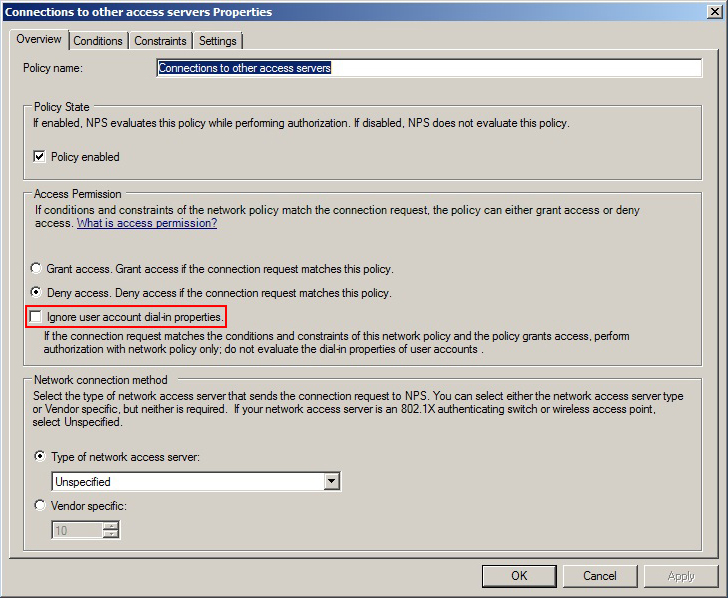 Connections to other access servers Properties
Overview Conditions Constraints Settings
Policy name: Connections to other access servers
Policy State
If enabled, NPS evaluates this policy while performing authorization. If disabled, NPS does not evaluate this policy.
Policy enabled
Access Permission
If conditions and constraints of the network policy match the connection request, the policy can either grant access or deny
access. What is access permission?
Grant access. Grant access if the connection request matches this policy.
Deny access. Deny access if the connection request matches this policy.
Ignore user account dial-in properties.
If the connection request matches the conditions and constraints of this network policy and the policy grants access, perform
authorization with network policy only; do not evaluate the dial-in properties of user accounts .
Network connection method
Select the type of network access server that sends the connection request to NPS. You can select either the network access server type
or Vendor specific, but neither is required. If your network access server is an 802.1X authenticating switch or wireless access point,
select Unspecified.
Type of network access server:
Unspecified
Vendor specific:
10
OK Cancel Apply